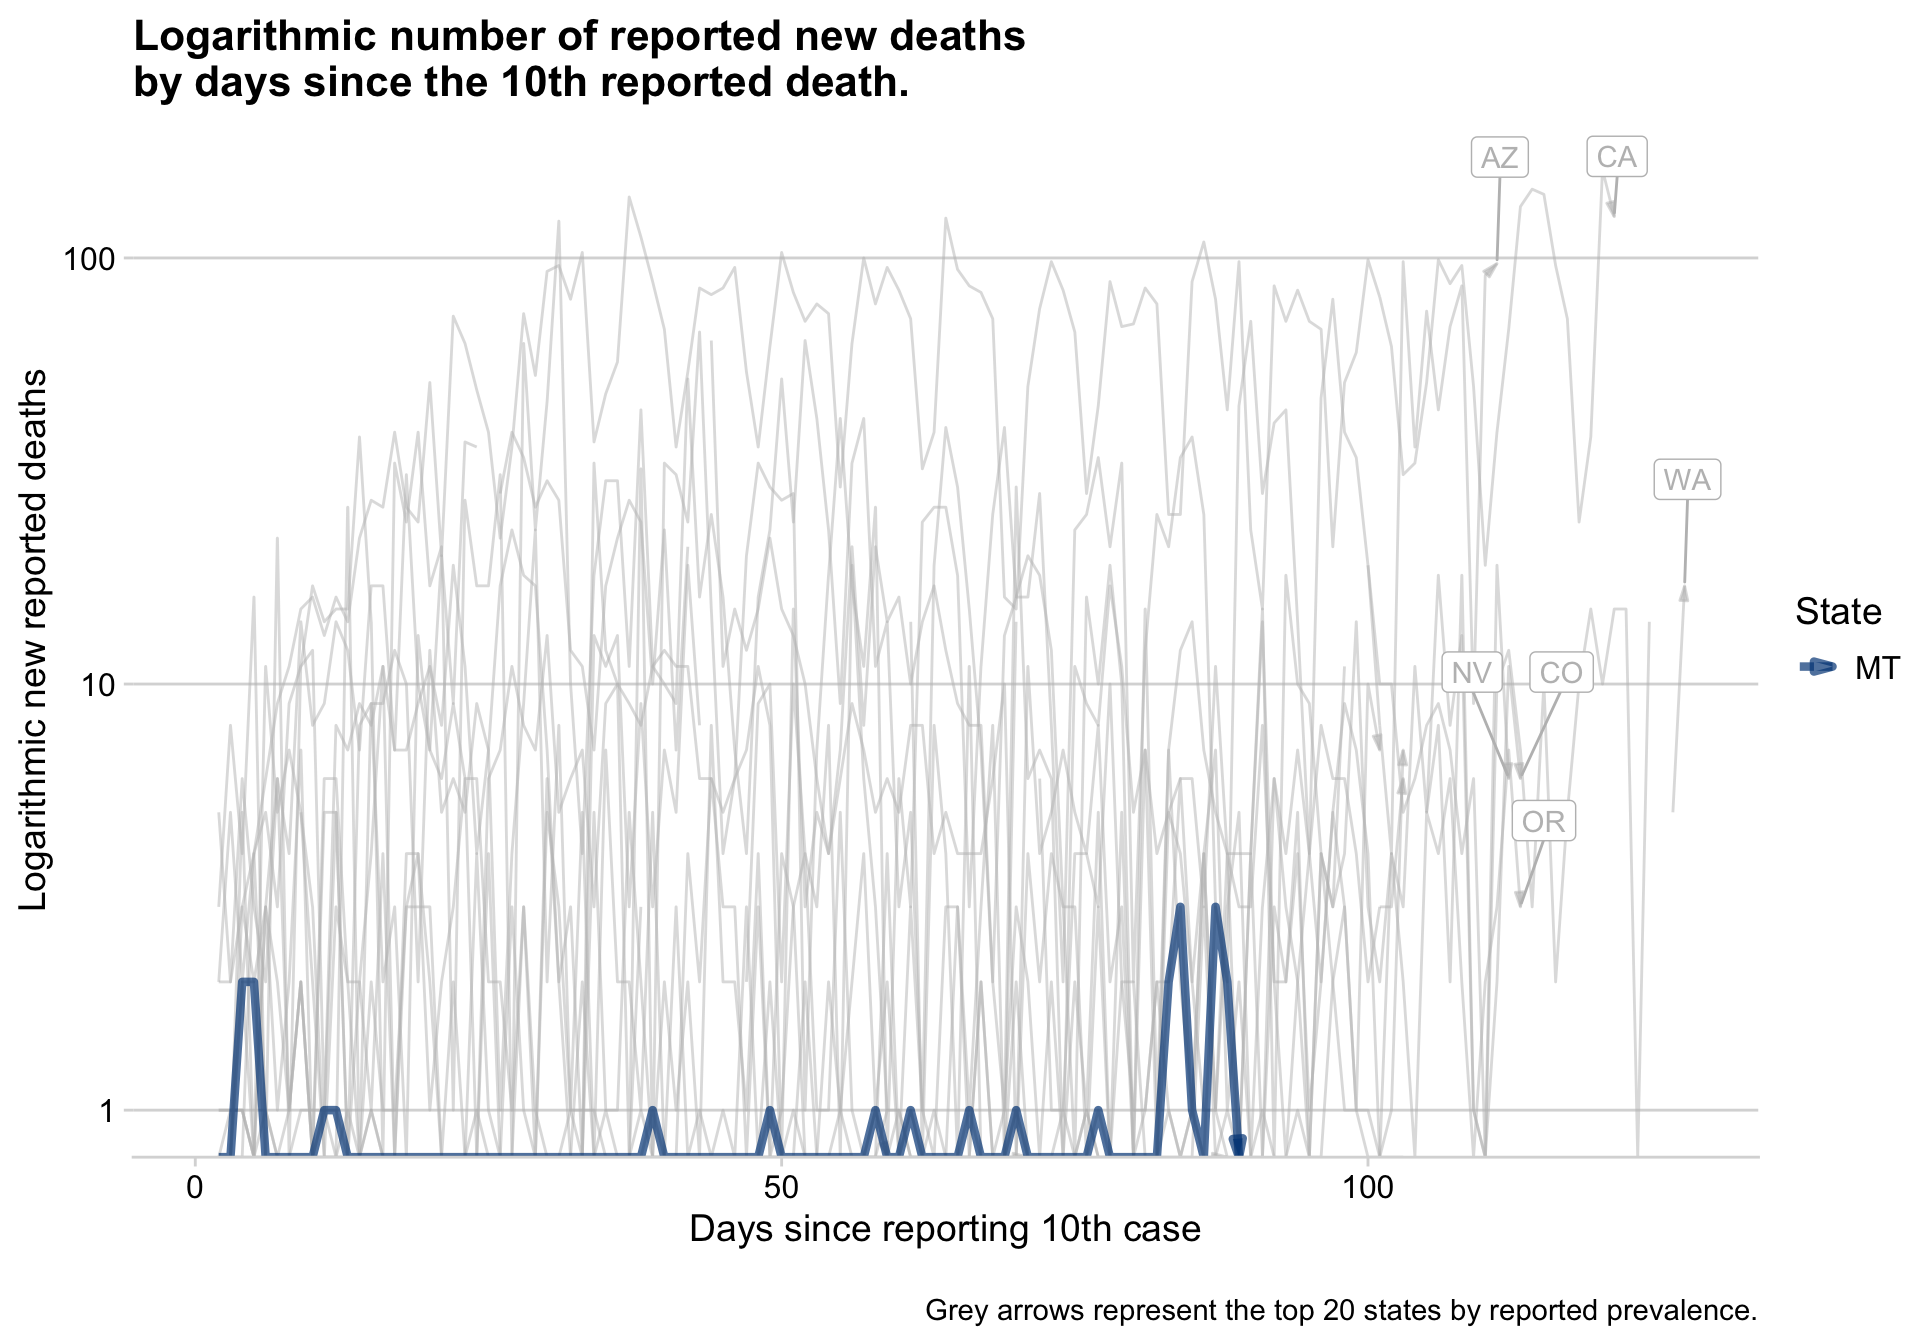 Logarithmic number of reported new deaths
by days since the 10th reported death.
AZ
CA
100
WA
Logarithmic new reported deaths
State
MT
10
NV
CO
OR
1
0
50
100
Days since reporting 10th case
Grey arrows represent the top 20 states by reported prevalence.